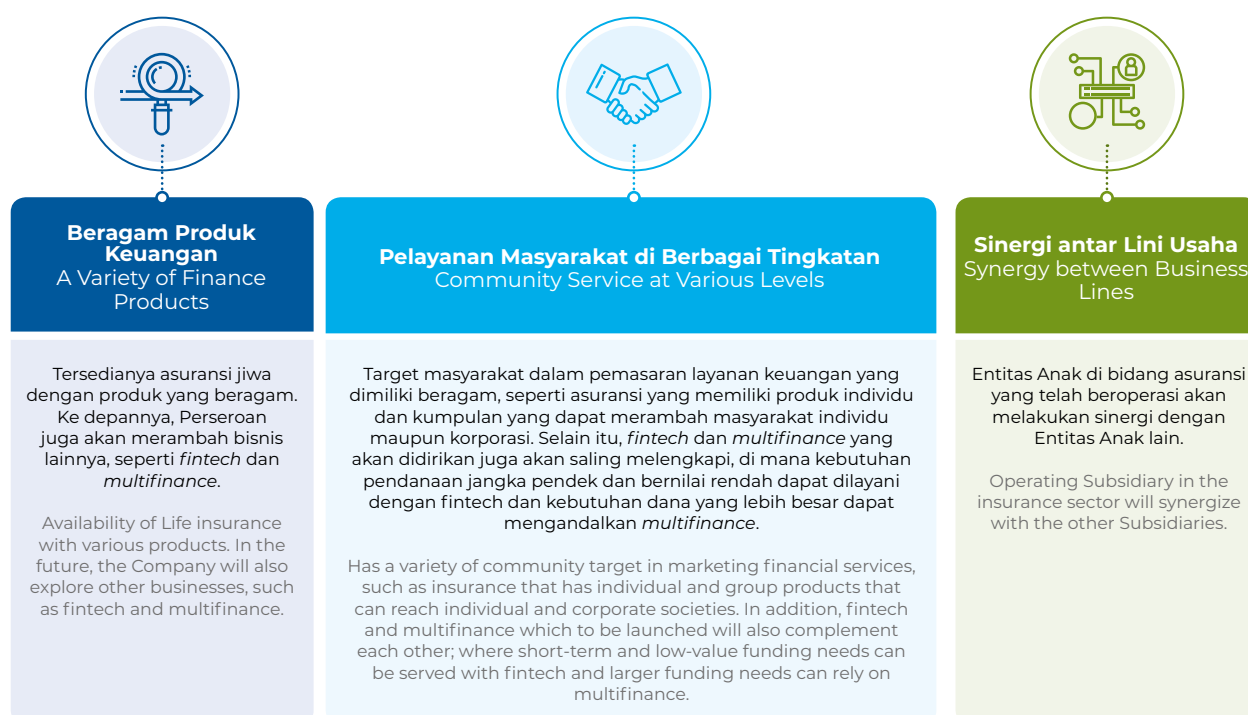 Beragam Produk
Keuangan
A Variety of Finance
Products
Tersedianya asuransi jiwa
dengan produk yang beragam.
Ke depannya, Perseroan
juga akan merambah bisnis
lainnya, seperti fintech dan
multifinance.
Availability of Life insurance
with various products. In the
future, the Company will also
explore other businesses, such
as fintech and multifinance.
Pelayanan Masyarakat di Berbagai Tingkatan
Community Service at Various Levels
Target masyarakat dalam pemasaran layanan keuangan yang
dimiliki beragam, seperti asuransi yang memiliki produk individu
dan kumpulan yang dapat merambah masyarakat individu
maupun korporasi. Selain itu, fintech dan multifinance yang
akan didirikan juga akan saling melengkapi, di mana kebutuhan
pendanaan jangka pendek dan bernilai rendah dapat dilayani
dengan fintech dan kebutuhan dana yang lebih besar dapat
mengandalkan multifinance.
Has a variety of community target in marketing financial services,
such as insurance that has individual and group products that
can reach individual and corporate societies. In addition, fintech
and multifinance which to be launched will also complement
each other; where short-term and low-value funding needs can
be served with fintech and larger funding needs can rely on
multifinance.
Sinergi antar Lini Usaha
Synergy between Business
Lines
Entitas Anak di bidang asuransi
yang telah beroperasi akan
melakukan sinergi dengan
Entitas Anak lain.
Operating Subsidiary in the
insurance sector will synergize
with the other Subsidiaries.